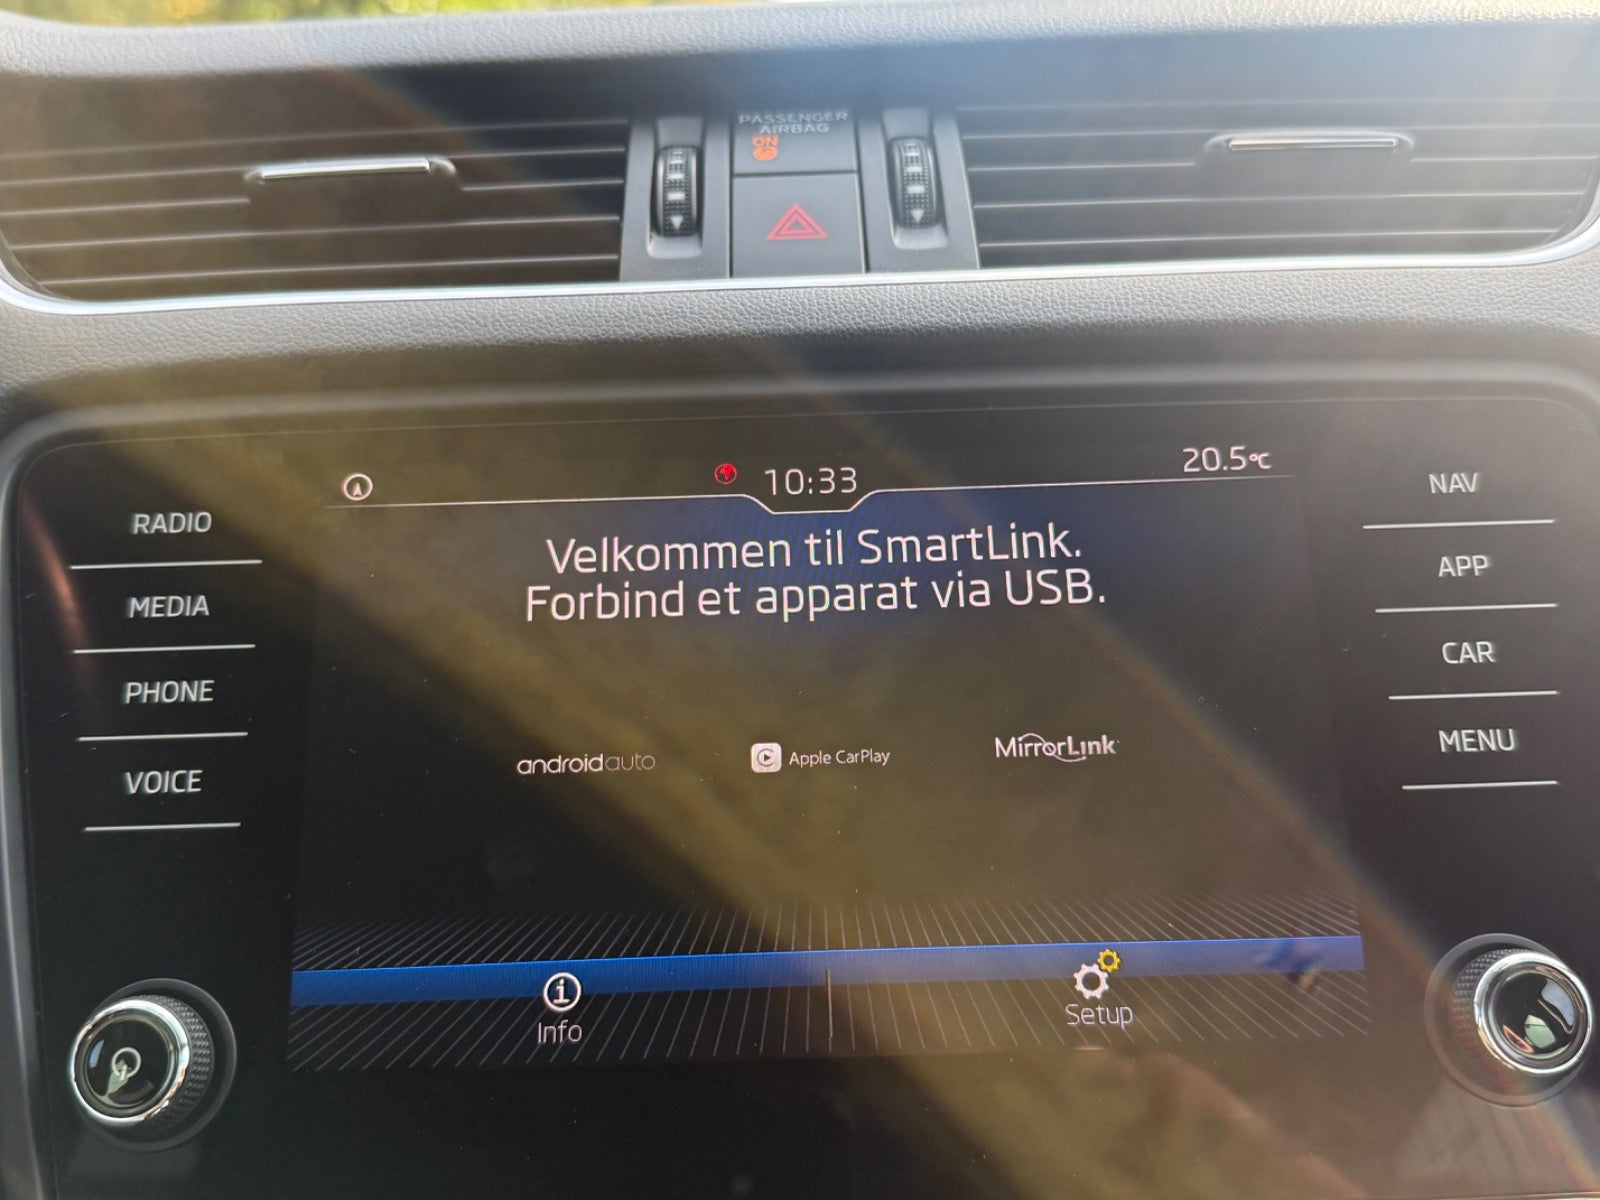 PASSENGER
AIRBAG
ON
10:33
20.5°C
Velkommen til SmartLink.
Forbind et apparat via USB.
androidauto
Apple CarPlay
MirrorLink
Info
Setup
RADIO
MEDIA
PHONE
VOICE
NAV
APP
CAR
MENU